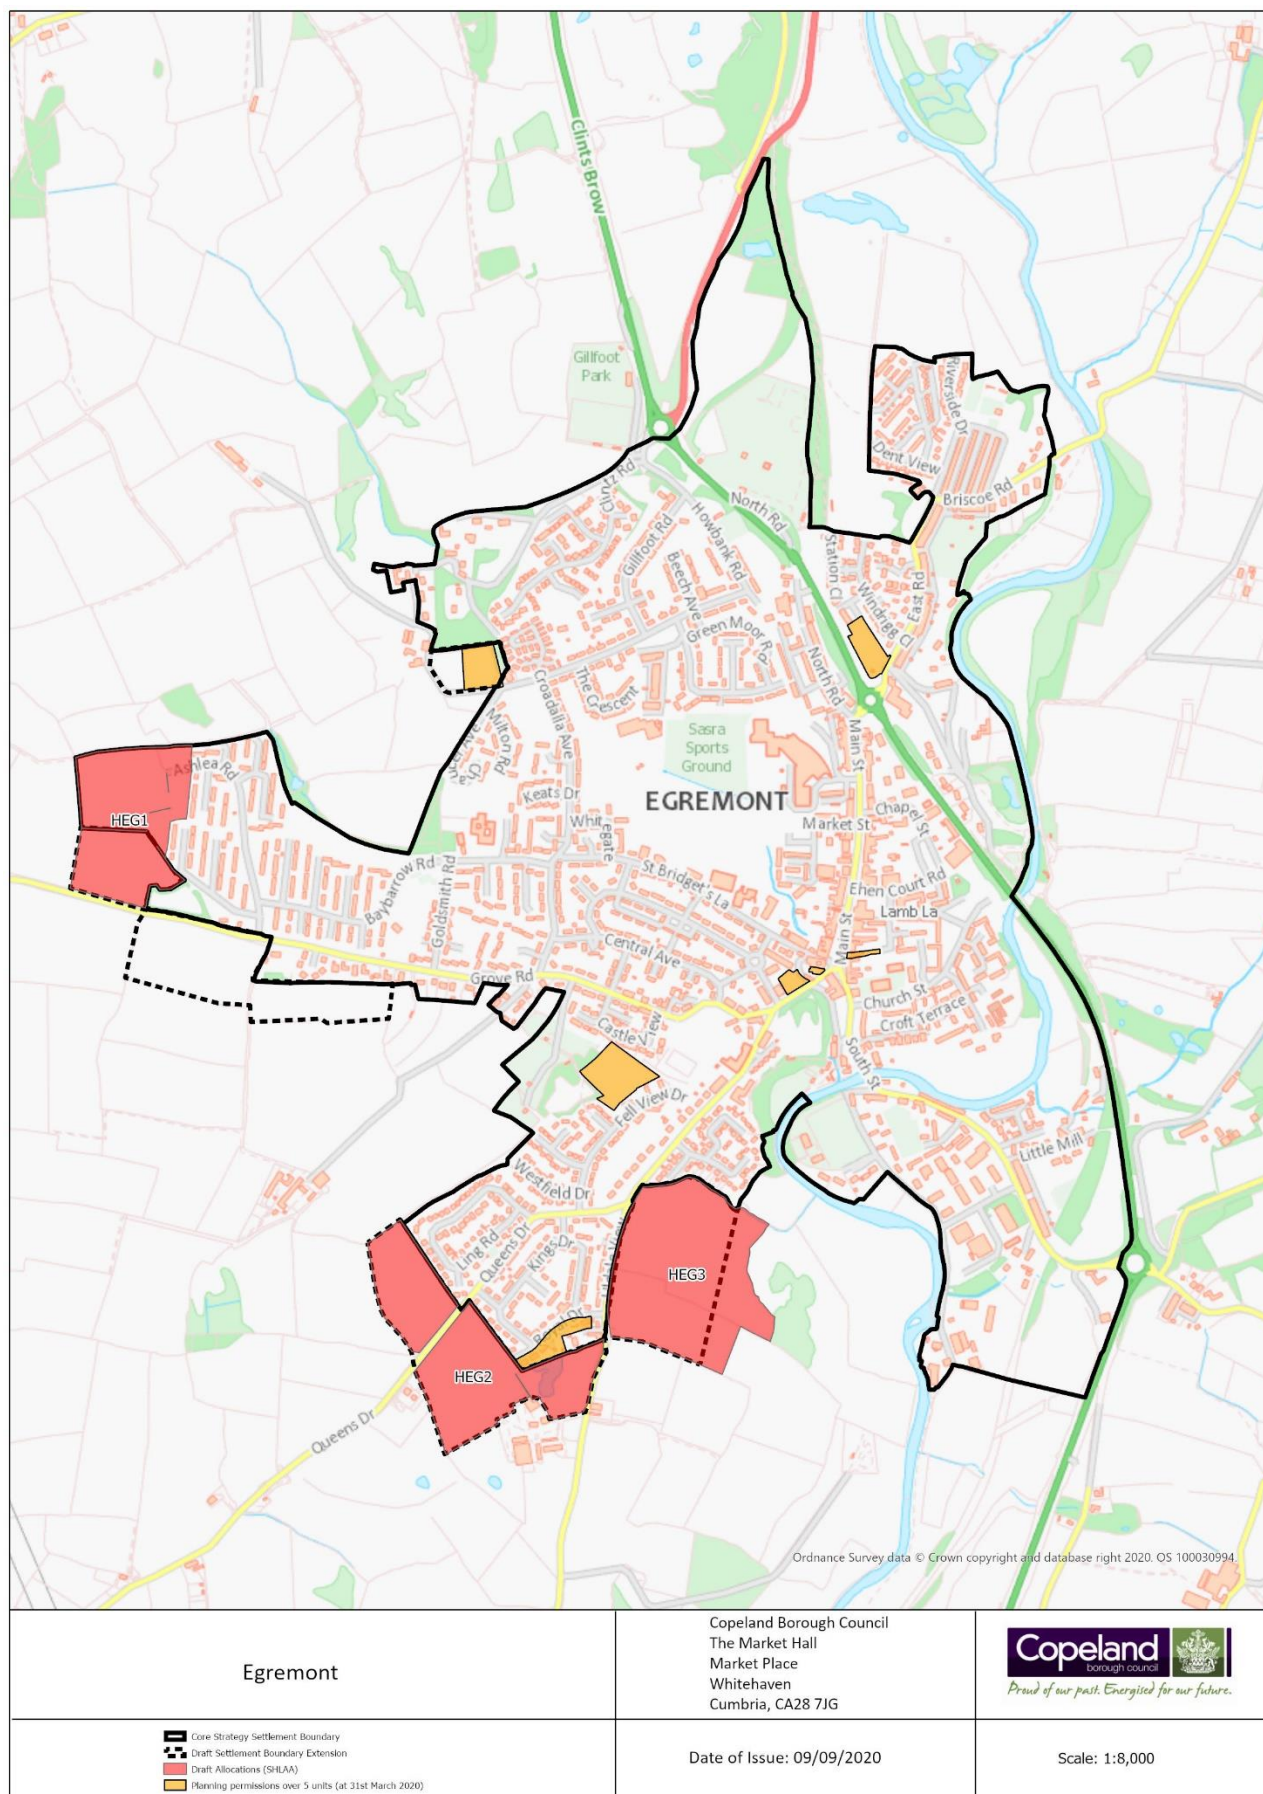 Clints Brow
Gillfoot
Park
Riverside Dr
Dent View
Briscoe Rd
Clintz Rd
North Rd
Howbank Rd
Gillfoot Rd
Beech Ave
Station Cl
Windrigg Cl
East Rd
Green Moor Rd
North Rd
The Crescent
Croadalla Ave
Milton Rd
Sasra
Sports
Ground
Main St
Ashlea Rd
Keats Dr
EGREMONT
HEG1
Whitegate
Market St
Chapel St
Baybarrow Rd
Goldsmith Rd
St Bridget's La
Ehen Court Rd
Lamb La
Central Ave
Main St
Grove Rd
Church St
Croft Terrace
Castle View
South St
Fell View Dr
Little Mill
Westfield Dr
Ling Rd
Queens Dr
Kings Dr
HEG3
HEG2
Queens Dr
Ordnance Survey data © Crown copyright and database right 2020. OS 100030994
Egremont
Copeland Borough Council
The Market Hall
Market Place
Whitehaven
Cumbria, CA28 7JG
Copeland
borough council
Proud of our past. Energised for our future.
Core Strategy Settlement Boundary
Draft Settlement Boundary Extension
Draft Allocations (SHLAA)
Planning permissions over 5 units (at 31st March 2020)
Date of Issue: 09/09/2020
Scale: 1:8,000